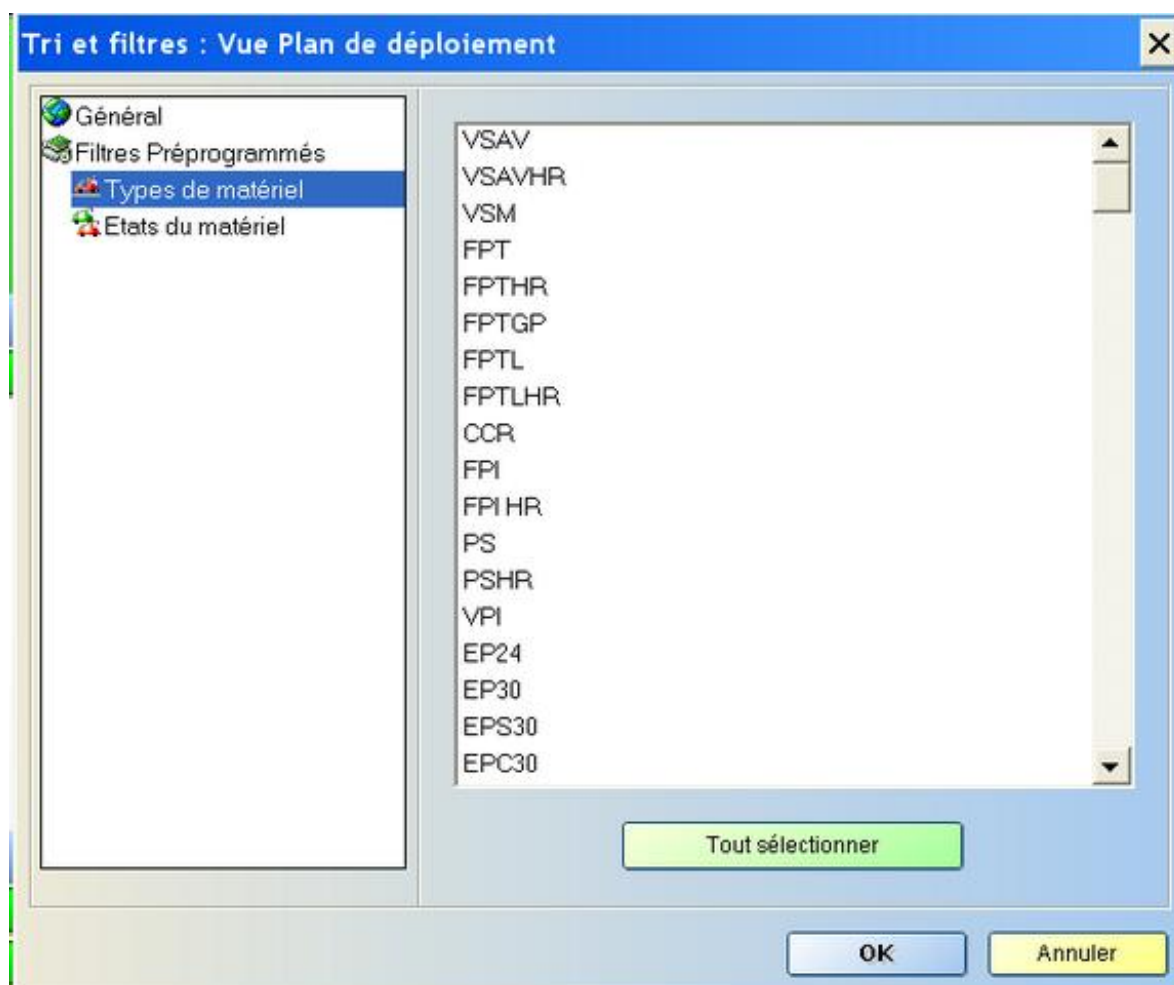 Tri et filtres : Vue Plan de déploiement
Général
Filtres Préprogrammés
Types de matériel
Etats du matériel
VSAV
VSAVHR
VSM
FPT
FPTHR
FPTGP
FPTL
FPTLHR
CCR
FPI
FPI HR
PS
PSHR
VPI
EP24
EP30
EPS30
EPC30
Tout sélectionner
OK
Annuler